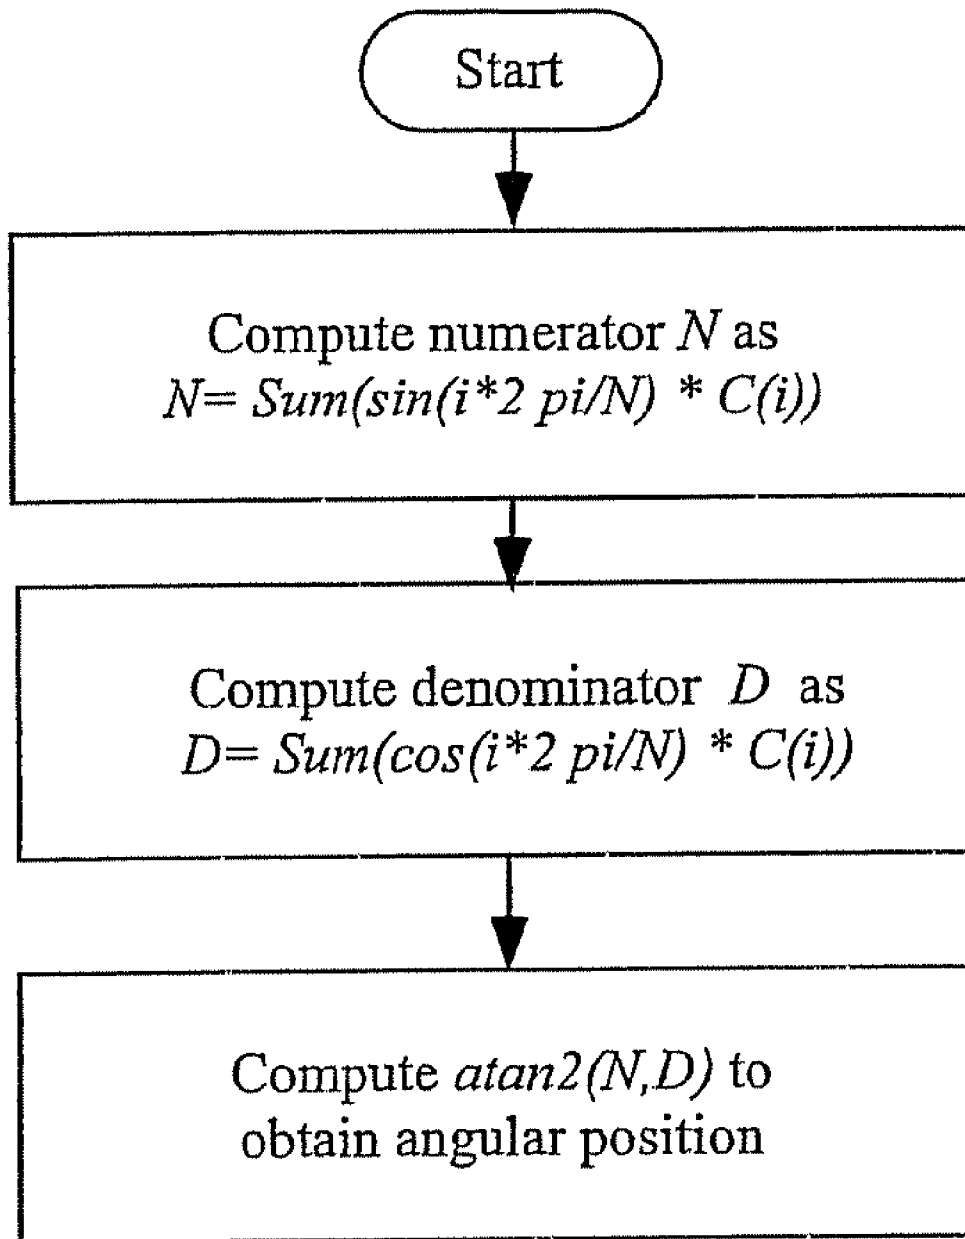 Start
Compute numerator N as
N= Sum(sin(i*2 pi/N) * C(i))
Compute denominator D as
D= Sum(cos(i*2 pi/N) * C(i))
Compute atan2(N,D) to
obtain angular position